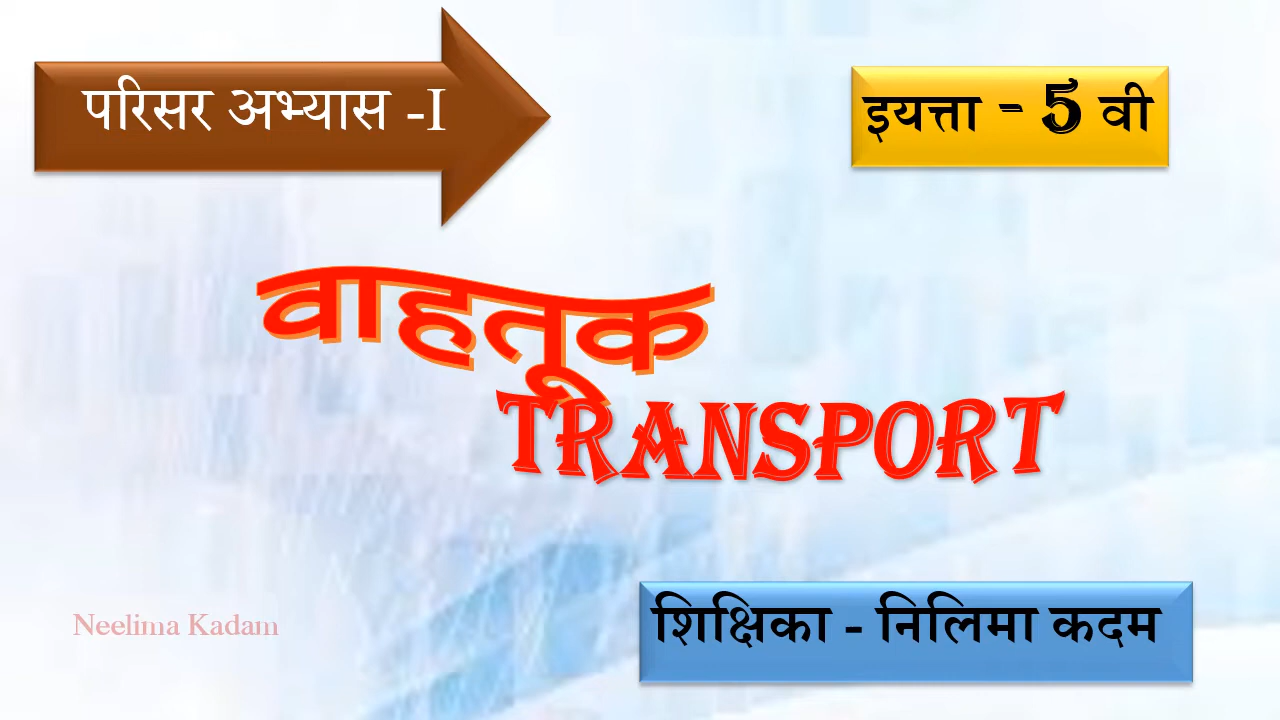 परिसर अभ्यास -I
इयत्ता - 5 वी
वाहतूक
TRANSPORT
Neelima Kadam
शिक्षिका - निलिमा कदम